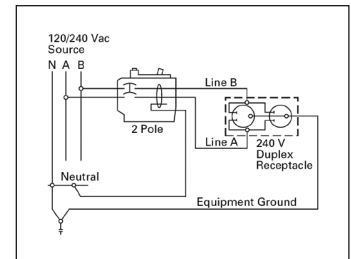 120/240 Vac
Source
N A B
Line B
2 Pole
Line A
240 V
Duplex
Receptacle
Neutral
Equipment Ground